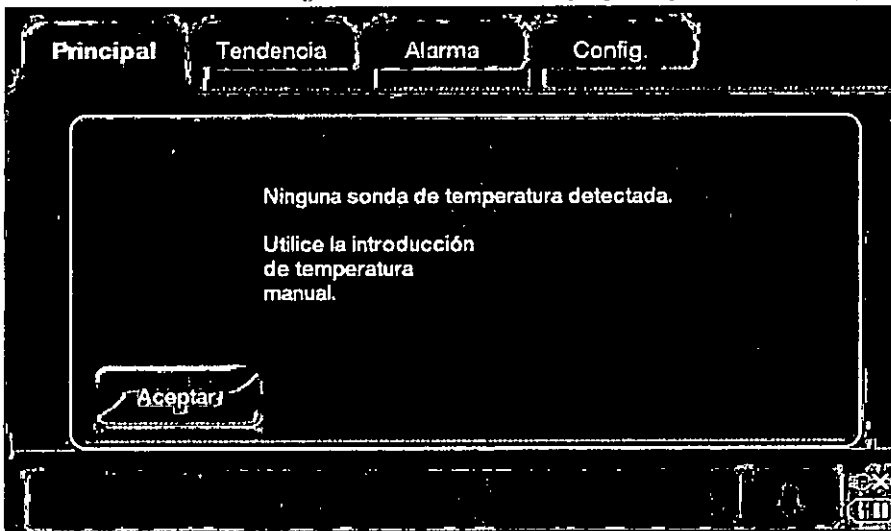 Principal Tendencia Alarma Config.
Ninguna sonda de temperatura detectada.
Utilice la introducción
de temperatura
manual.
Aceptar